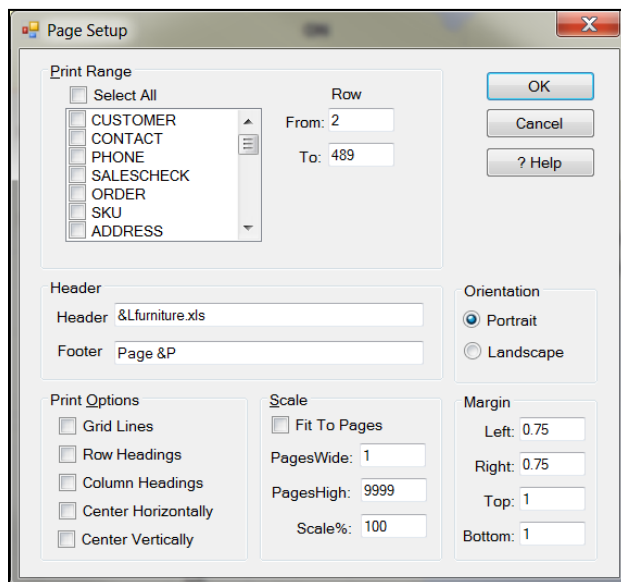 Page Setup
Print Range
Select All
CUSTOMER
CONTACT
PHONE
SALESCHECK
ORDER
SKU
ADDRESS
Row
From: 2
To: 489
OK
Cancel
? Help
Header
Header &Lfurniture.xls
Footer Page &P
Orientation
Portrait
Landscape
Print Options
Grid Lines
Row Headings
Column Headings
Center Horizontally
Center Vertically
Scale
Fit To Pages
PagesWide: 1
PagesHigh: 9999
Scale%: 100
Margin
Left: 0.75
Right: 0.75
Top: 1
Bottom: 1